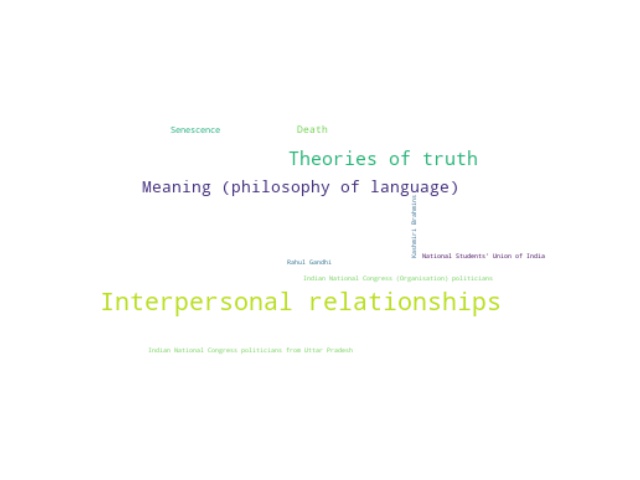 Senescence
Death
Theories of truth
Meaning (philosophy of language)
Kashmiri Brahmins
National Students' Union of India
Rahul Gandhi
Indian National Congress (Organisation) politicians
Interpersonal relationships
Indian National Congress politicians from Uttar Pradesh